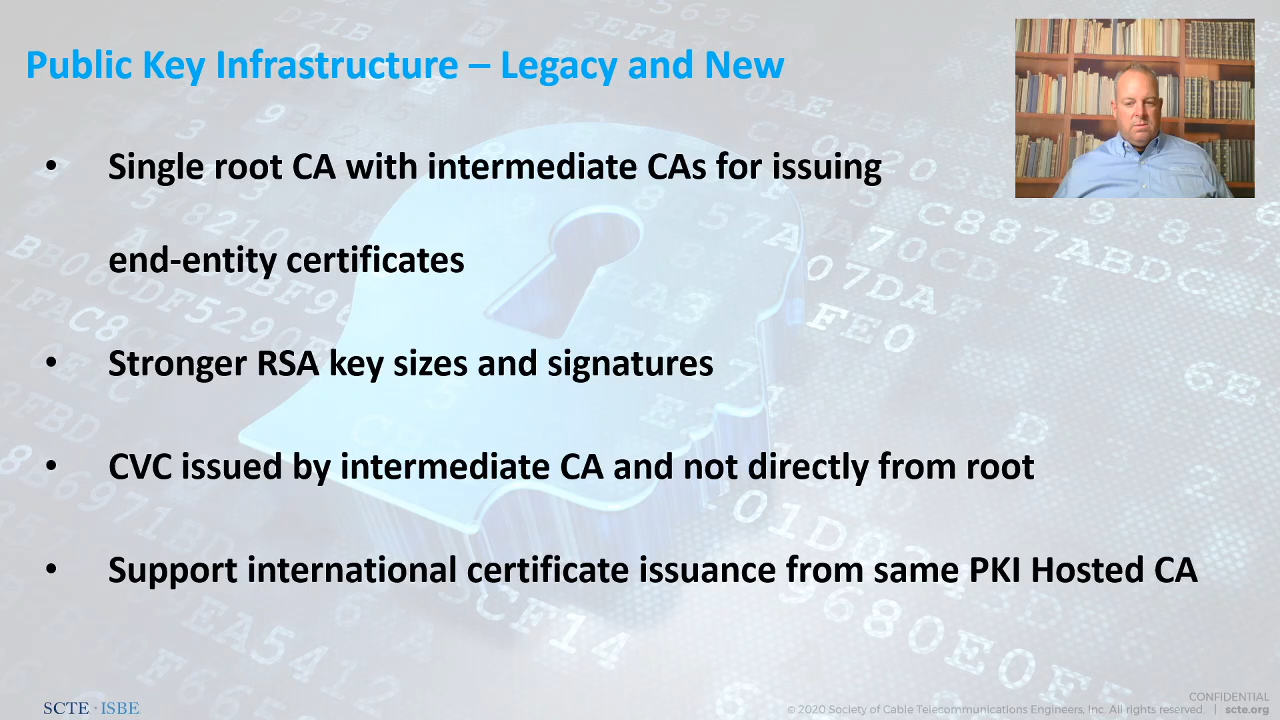 Public Key Infrastructure – Legacy and New
• Single root CA with intermediate CAs for issuing
end-entity certificates
• Stronger RSA key sizes and signatures
• CVC issued by intermediate CA and not directly from root
• Support international certificate issuance from same PKI Hosted CA
SCTE · ISBE
CONFIDENTIAL
© 2020 Society of Cable Telecommunications Engineers, Inc. All rights reserved. | scte.org